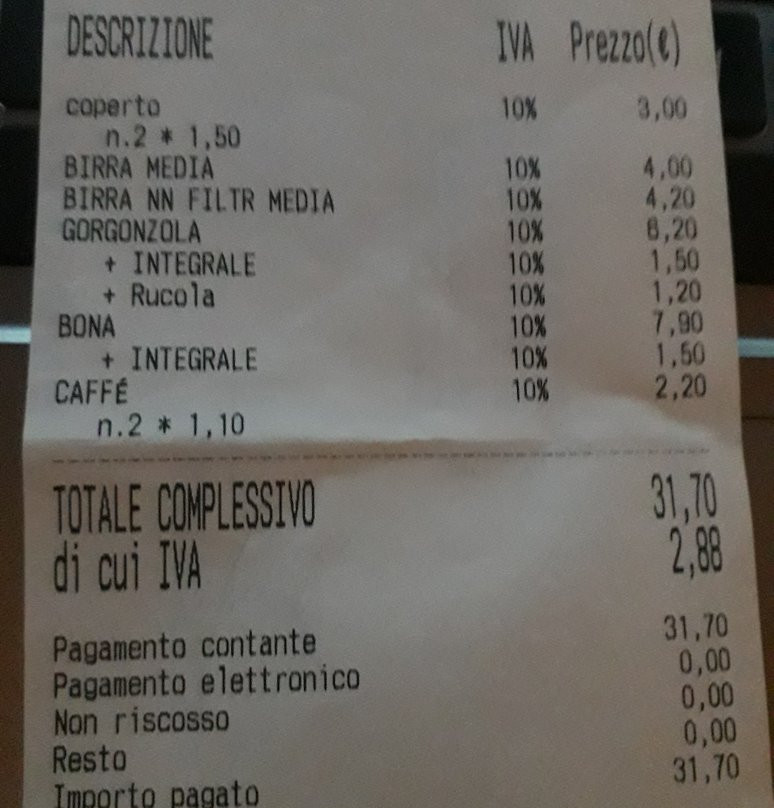 DESCRIZIONE IVA Prezzo(€)
coperto 10% 3,00
n.2 * 1,50
BIRRA MEDIA 10% 4,00
BIRRA NN FILTR MEDIA 10% 4,20
GORGONZOLA 10% 6,20
+ INTEGRALE 10% 1,50
+ Rucola 10% 1,20
BONA 10% 7,90
+ INTEGRALE 10% 1,50
CAFFÉ 10% 2,20
n.2 * 1,10
TOTALE COMPLESSIVO 31,70
di cui IVA 2,88
Pagamento contante 31,70
Pagamento elettronico 0,00
Non riscosso 0,00
Resto 0,00
Importo pagato 31,70